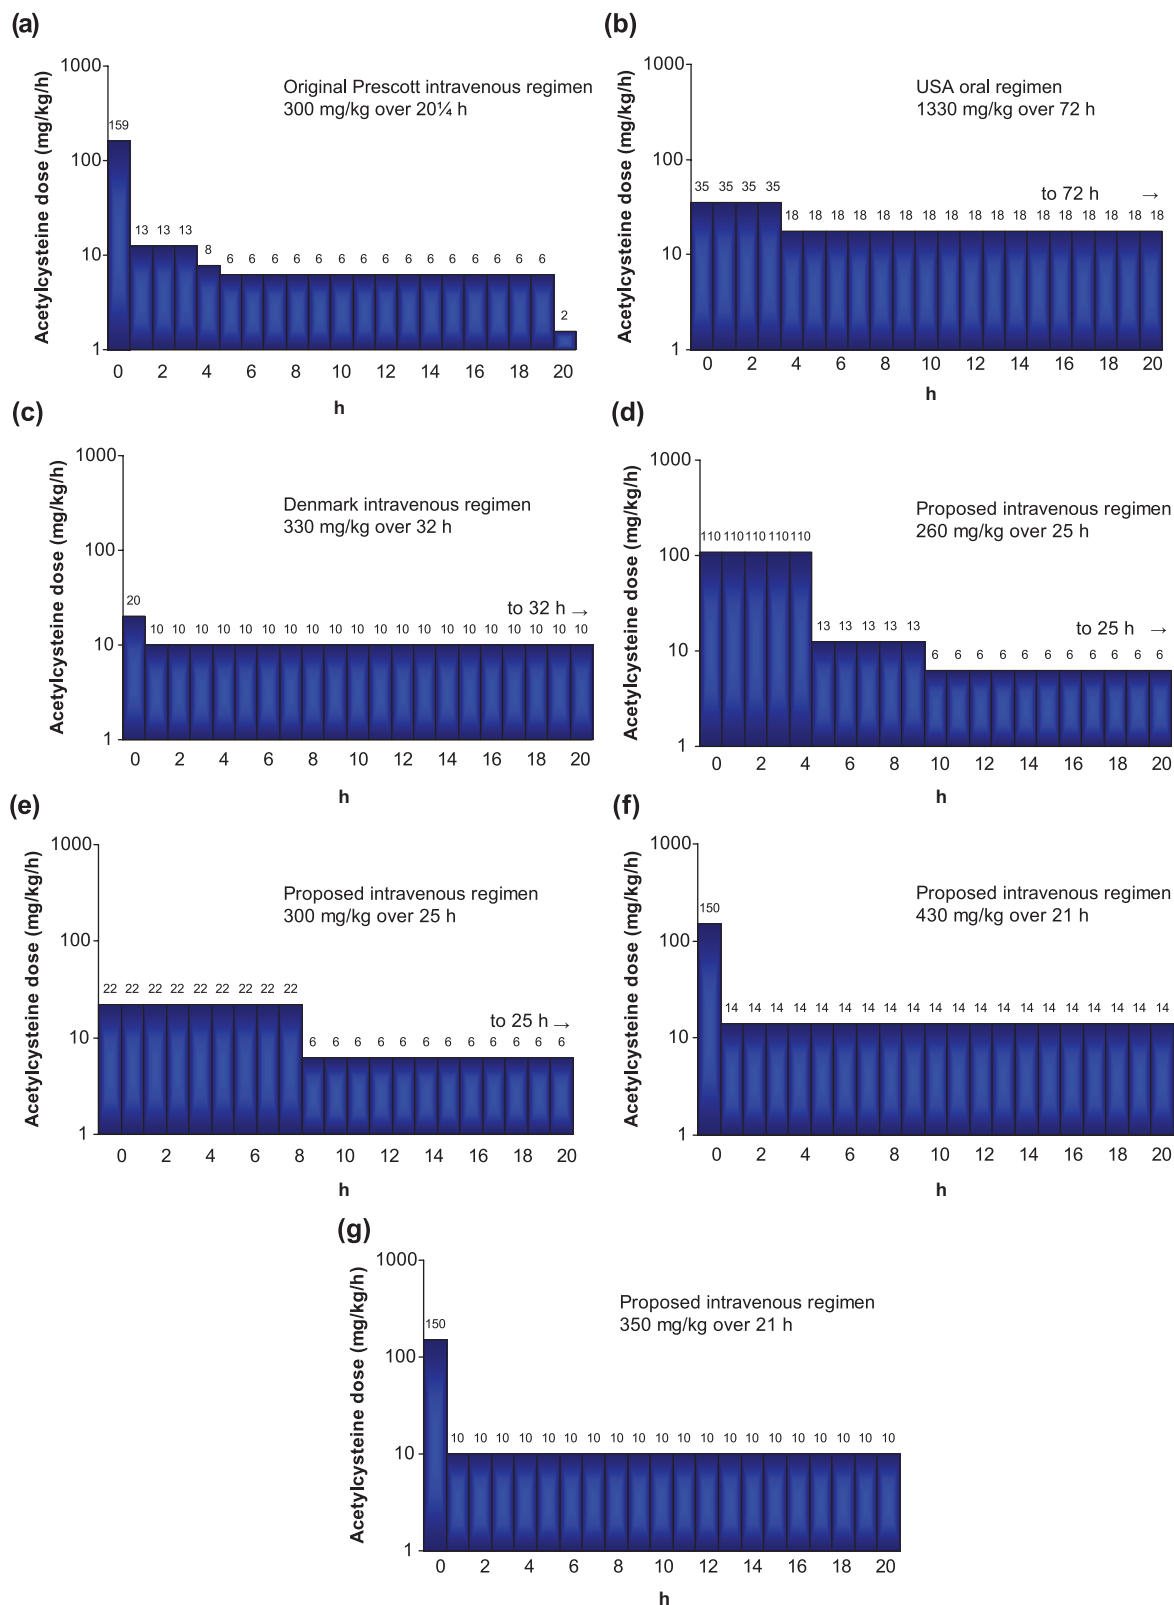 (a)
Acetylcysteine dose (mg/kg/h)
1000
100
10
1
Original Prescott intravenous regimen
300 mg/kg over 20¼ h
159 13 13 13 8 6 6 6 6 6 6 6 6 6 6 6 6 6 6 6 2
0 2 4 6 8 10 12 14 16 18 20
h
(b)
Acetylcysteine dose (mg/kg/h)
1000
100
10
1
USA oral regimen
1330 mg/kg over 72 h
to 72 h →
35 35 35 35 18 18 18 18 18 18 18 18 18 18 18 18 18 18 18 18 18
0 2 4 6 8 10 12 14 16 18 20
h
(c)
Acetylcysteine dose (mg/kg/h)
1000
100
10
1
Denmark intravenous regimen
330 mg/kg over 32 h
to 32 h →
20 10 10 10 10 10 10 10 10 10 10 10 10 10 10 10 10 10 10 10 10
0 2 4 6 8 10 12 14 16 18 20
h
(d)
Acetylcysteine dose (mg/kg/h)
1000
100
10
1
Proposed intravenous regimen
260 mg/kg over 25 h
to 25 h →
110 110 110 110 110 13 13 13 13 13 6 6 6 6 6 6 6 6 6 6 6
0 2 4 6 8 10 12 14 16 18 20
h
(e)
Acetylcysteine dose (mg/kg/h)
1000
100
10
1
Proposed intravenous regimen
300 mg/kg over 25 h
to 25 h →
22 22 22 22 22 22 22 22 22 6 6 6 6 6 6 6 6 6 6 6 6
0 2 4 6 8 10 12 14 16 18 20
h
(f)
Acetylcysteine dose (mg/kg/h)
1000
100
10
1
Proposed intravenous regimen
430 mg/kg over 21 h
150 14 14 14 14 14 14 14 14 14 14 14 14 14 14 14 14 14 14 14 14
0 2 4 6 8 10 12 14 16 18 20
h
(g)
Acetylcysteine dose (mg/kg/h)
1000
100
10
1
Proposed intravenous regimen
350 mg/kg over 21 h
150 10 10 10 10 10 10 10 10 10 10 10 10 10 10 10 10 10 10 10 10
0 2 4 6 8 10 12 14 16 18 20
h